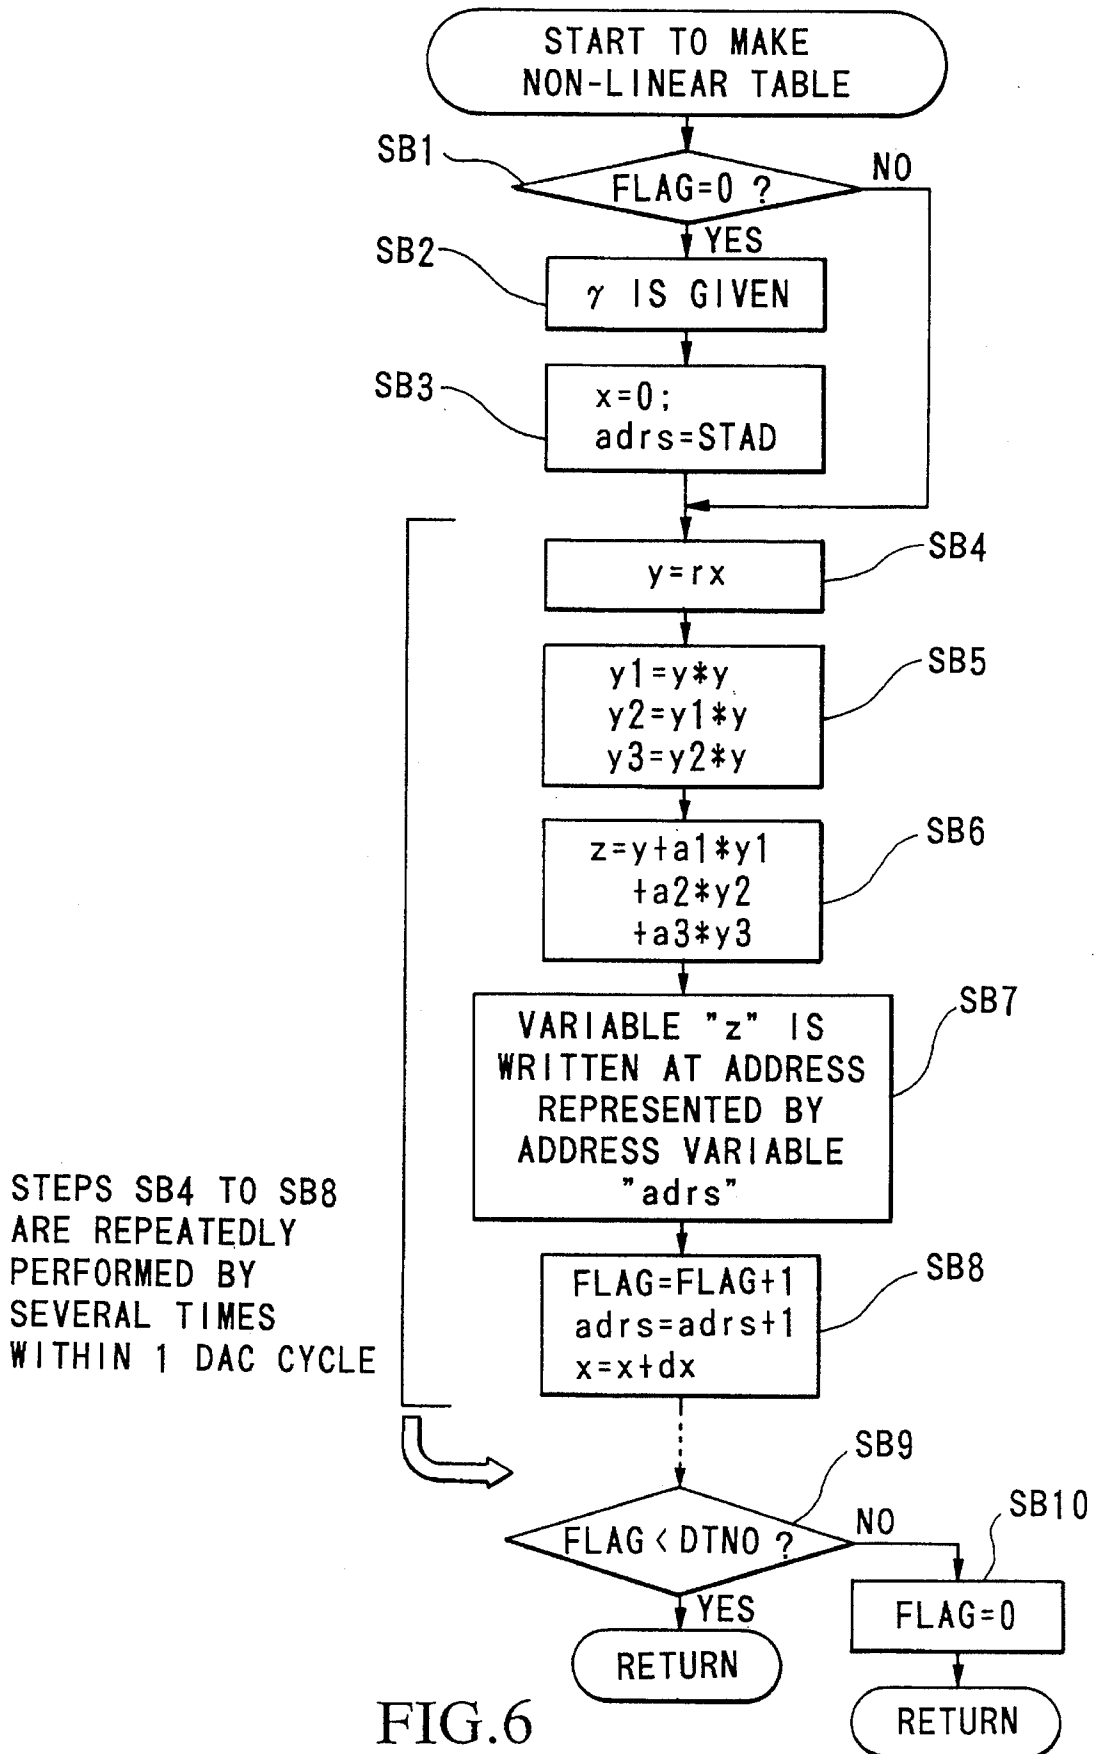 START TO MAKE
NON-LINEAR TABLE
SB1
FLAG=0 ?
NO
YES
SB2
γ IS GIVEN
SB3
x=0;
adrs=STAD
SB4
y=rx
SB5
y1=y*y
y2=y1*y
y3=y2*y
SB6
z=y+a1*y1
+a2*y2
+a3*y3
SB7
VARIABLE "z" IS
WRITTEN AT ADDRESS
REPRESENTED BY
ADDRESS VARIABLE
"adrs"
STEPS SB4 TO SB8
ARE REPEATEDLY
PERFORMED BY
SEVERAL TIMES
WITHIN 1 DAC CYCLE
SB8
FLAG=FLAG+1
adrs=adrs+1
x=x+dx
SB9
FLAG < DTNO ?
NO
SB10
YES
FLAG=0
RETURN
RETURN
FIG.6